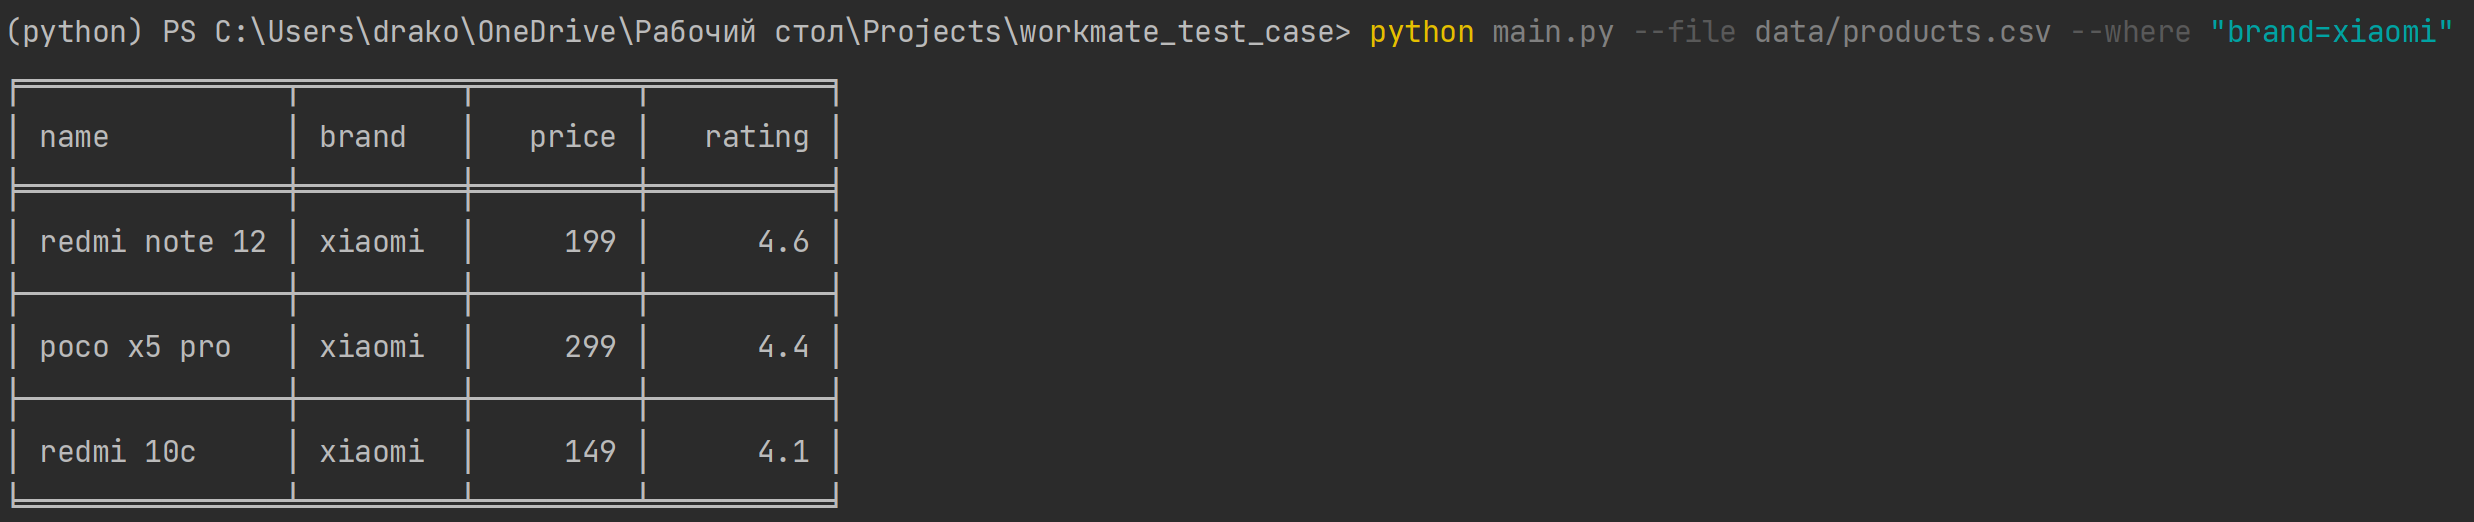 (python) PS C:\Users\drako\OneDrive\Рабочий стол\Projects\workmate_test_case> python main.py --file data/products.csv --where "brand=xiaomi"
name brand price rating
redmi note 12 xiaomi 199 4.6
poco x5 pro xiaomi 299 4.4
redmi 10c xiaomi 149 4.1